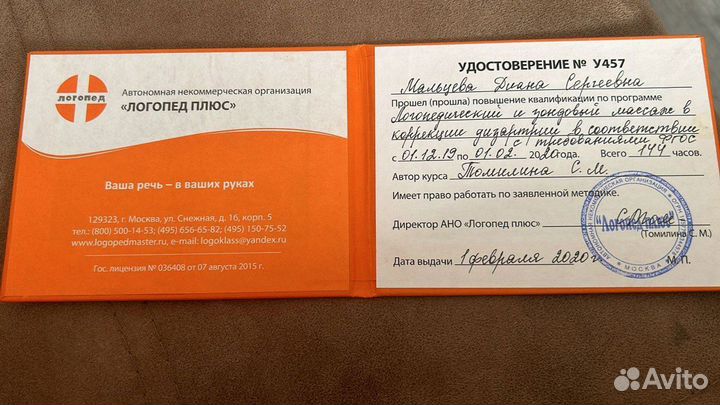 ЛОГОПЕД
Автономная некоммерческая организация
«ЛОГОПЕД ПЛЮС»
Ваша речь – в ваших руках
129323, г. Москва, ул. Снежная, д. 16, корп. 5
тел.: (800) 500-14-53; (495) 656-65-82; (495) 150-75-52
www.logopedmaster.ru, e-mail: logoklass@yandex.ru
Гос. лицензия № 036408 от 07 августа 2015 г.
УДОСТОВЕРЕНИЕ № У457
Мальцева Диана Сергеевна
Прошел (прошла) повышение квалификации по программе
Логопедический и зондовый массаж в
коррекции дизартрии в соответствии
с требованиями ФГОС
с 01.12.19 по 01.02. 2020 года. Всего 144 часов.
Автор курса Томилина С. М.
Имеет право работать по заявленной методике.
Директор АНО «Логопед плюс»
(Томилина С. М.)
"Логопед плюс"
МОСКВА
Дата выдачи 1 февраля 2020 г. М. П.
Avito